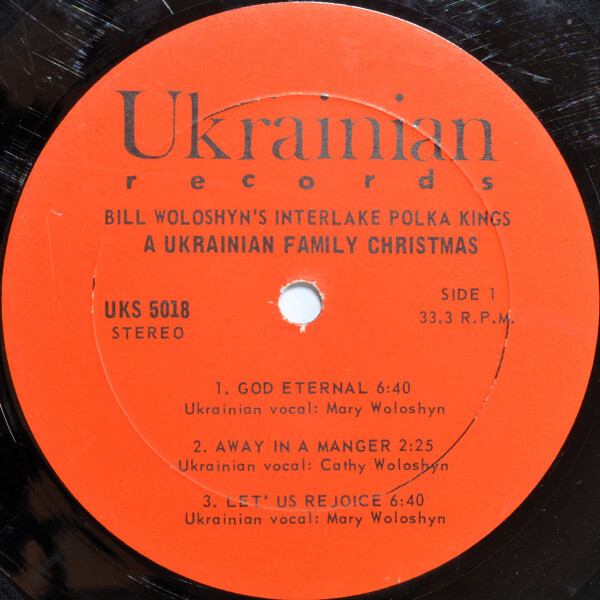 Ukrainian
records
BILL WOLOSHYN'S INTERLAKE POLKA KINGS
A UKRAINIAN FAMILY CHRISTMAS
UKS 5018
STEREO
SIDE 1
33.3 R.P.M.
1. GOD ETERNAL 6:40
Ukrainian vocal: Mary Woloshyn
2. AWAY IN A MANGER 2:25
Ukrainian vocal: Cathy Woloshyn
3. LET' US REJOICE 6:40
Ukrainian vocal: Mary Woloshyn